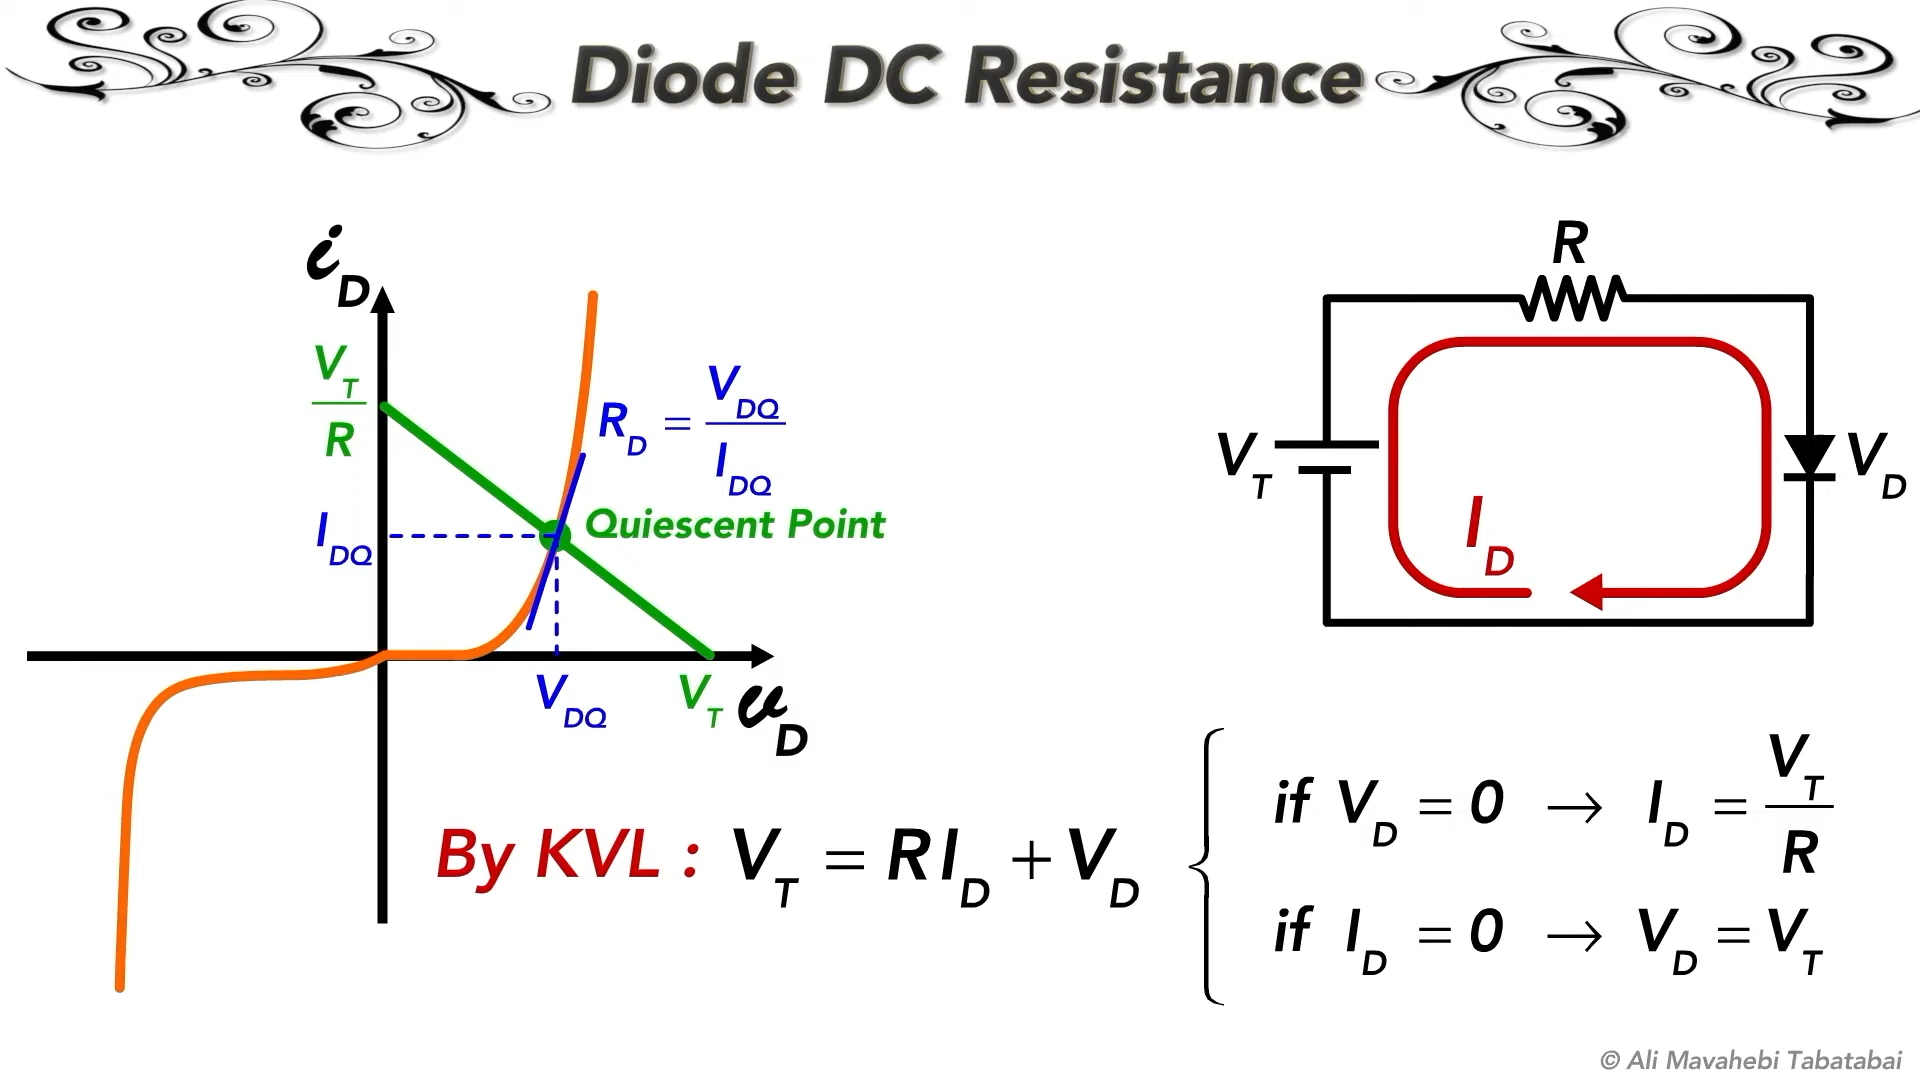 Diode DC Resistance
i_D
V_T / R
R_D = V_DQ / I_DQ
Quiescent Point
I_DQ
V_DQ
V_T
v_D
R
V_T
V_D
I_D
By KVL : V_T = R I_D + V_D
if V_D = 0 → I_D = V_T / R
if I_D = 0 → V_D = V_T
© Ali Mavahebi Tabatabai